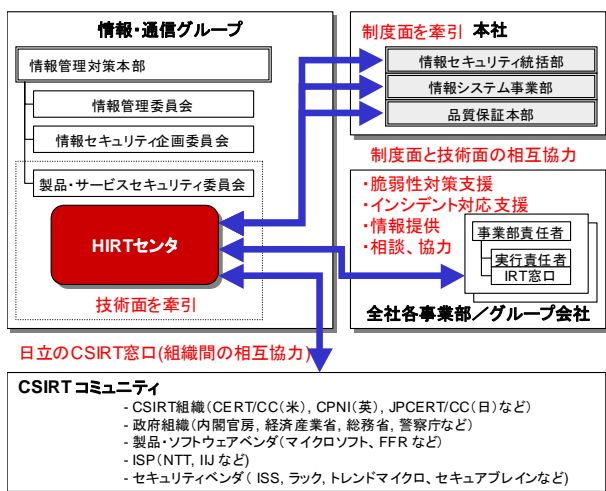 情報・通信グループ
情報管理対策本部
情報管理委員会
情報セキュリティ企画委員会
製品・サービスセキュリティ委員会
HIRTセンタ
技術面を牽引
制度面を牽引 本社
情報セキュリティ統括部
情報システム事業部
品質保証本部
制度面と技術面の相互協力
・脆弱性対策支援
・インシデント対応支援
・情報提供
・相談、協力
事業部責任者
実行責任者
IRT窓口
全社各事業部／グループ会社
日立のCSIRT窓口(組織間の相互協力)
CSIRTコミュニティ
- CSIRT組織(CERT/CC(米), CPNI(英), JPCERT/CC(日)など)
- 政府組織(内閣官房, 経済産業省, 総務省, 警察庁など)
- 製品・ソフトウェアベンダ(マイクロソフト、FFR など)
- ISP(NTT, IIJ など)
- セキュリティベンダ( ISS, ラック, トレンドマイクロ、セキュアブレインなど)